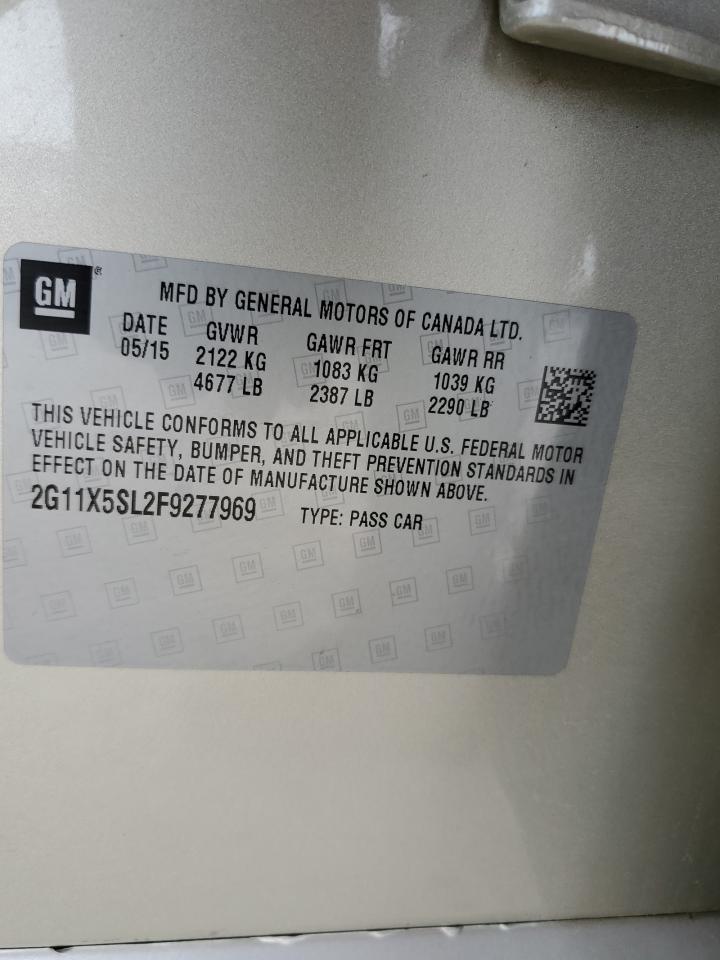 GM®
MFD BY GENERAL MOTORS OF CANADA LTD.
DATE GVWR GAWR FRT GAWR RR
05/15 2122 KG 1083 KG 1039 KG
4677 LB 2387 LB 2290 LB
THIS VEHICLE CONFORMS TO ALL APPLICABLE U.S. FEDERAL MOTOR
VEHICLE SAFETY, BUMPER, AND THEFT PREVENTION STANDARDS IN
EFFECT ON THE DATE OF MANUFACTURE SHOWN ABOVE.
2G11X5SL2F9277969 TYPE: PASS CAR